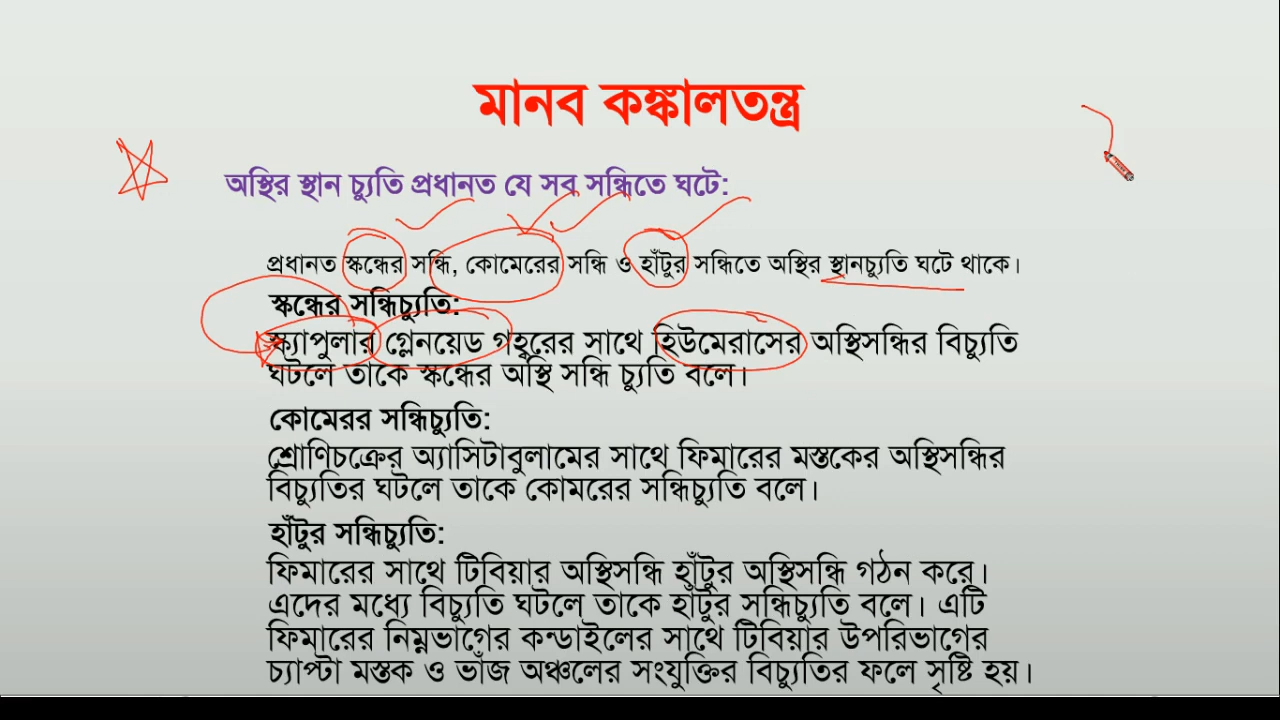 মানব কঙ্কালতন্ত্র
অস্থির স্থান চ্যুতি প্রধানত যে সব সন্ধিতে ঘটে:
প্রধানত স্কন্ধের সন্ধি, কোমেরের সন্ধি ও হাঁটুর সন্ধিতে অস্থির স্থানচ্যুতি ঘটে থাকে।
স্কন্ধের সন্ধিচ্যুতি:
স্ক্যাপুলার গ্লেনয়েড গহ্বরের সাথে হিউমেরাসের অস্থিসন্ধির বিচ্যুতি
ঘটলে তাকে স্কন্ধের অস্থি সন্ধি চ্যুতি বলে।
কোমেরর সন্ধিচ্যুতি:
শ্রোণিচক্রের অ্যাসিটাবুলামের সাথে ফিমারের মস্তকের অস্থিসন্ধির
বিচ্যুতির ঘটলে তাকে কোমরের সন্ধিচ্যুতি বলে।
হাঁটুর সন্ধিচ্যুতি:
ফিমারের সাথে টিবিয়ার অস্থিসন্ধি হাঁটুর অস্থিসন্ধি গঠন করে।
এদের মধ্যে বিচ্যুতি ঘটলে তাকে হাঁটুর সন্ধিচ্যুতি বলে। এটি
ফিমারের নিম্নভাগের কন্ডাইলের সাথে টিবিয়ার উপরিভাগের
চ্যাপ্টা মস্তক ও ভাঁজ অঞ্চলের সংযুক্তির বিচ্যুতির ফলে সৃষ্টি হয়।